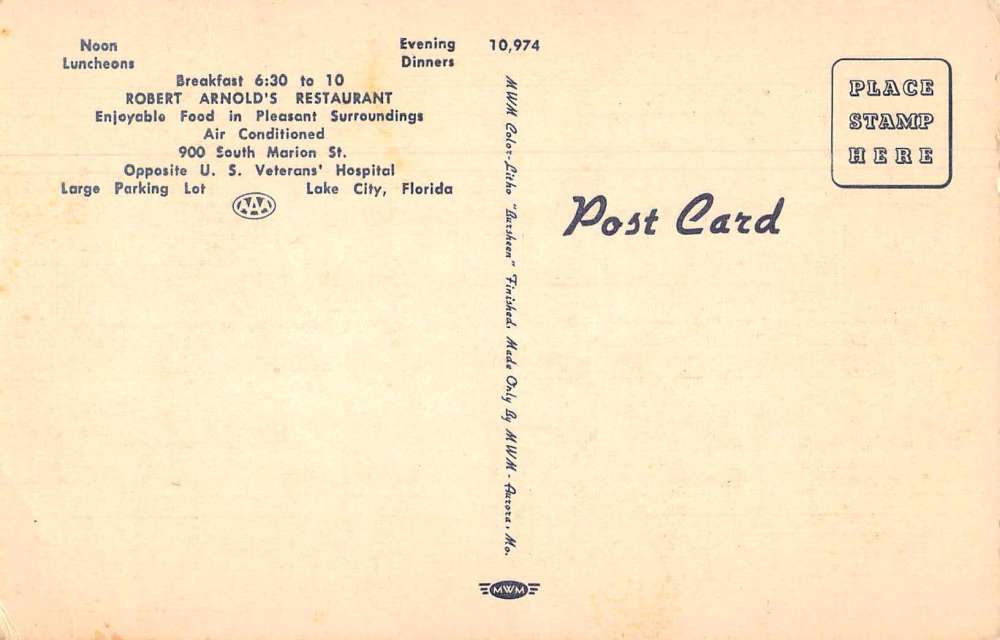 Noon Evening 10,974
Luncheons Dinners
Breakfast 6:30 to 10
ROBERT ARNOLD'S RESTAURANT
Enjoyable Food in Pleasant Surroundings
Air Conditioned
900 South Marion St.
Opposite U. S. Veterans' Hospital
Large Parking Lot Lake City, Florida
AAA
MWM Color-Litho "Laxsheen" Finished, Made Only By MWM - Aurora, Mo.
MWM
Post Card
PLACE
STAMP
HERE